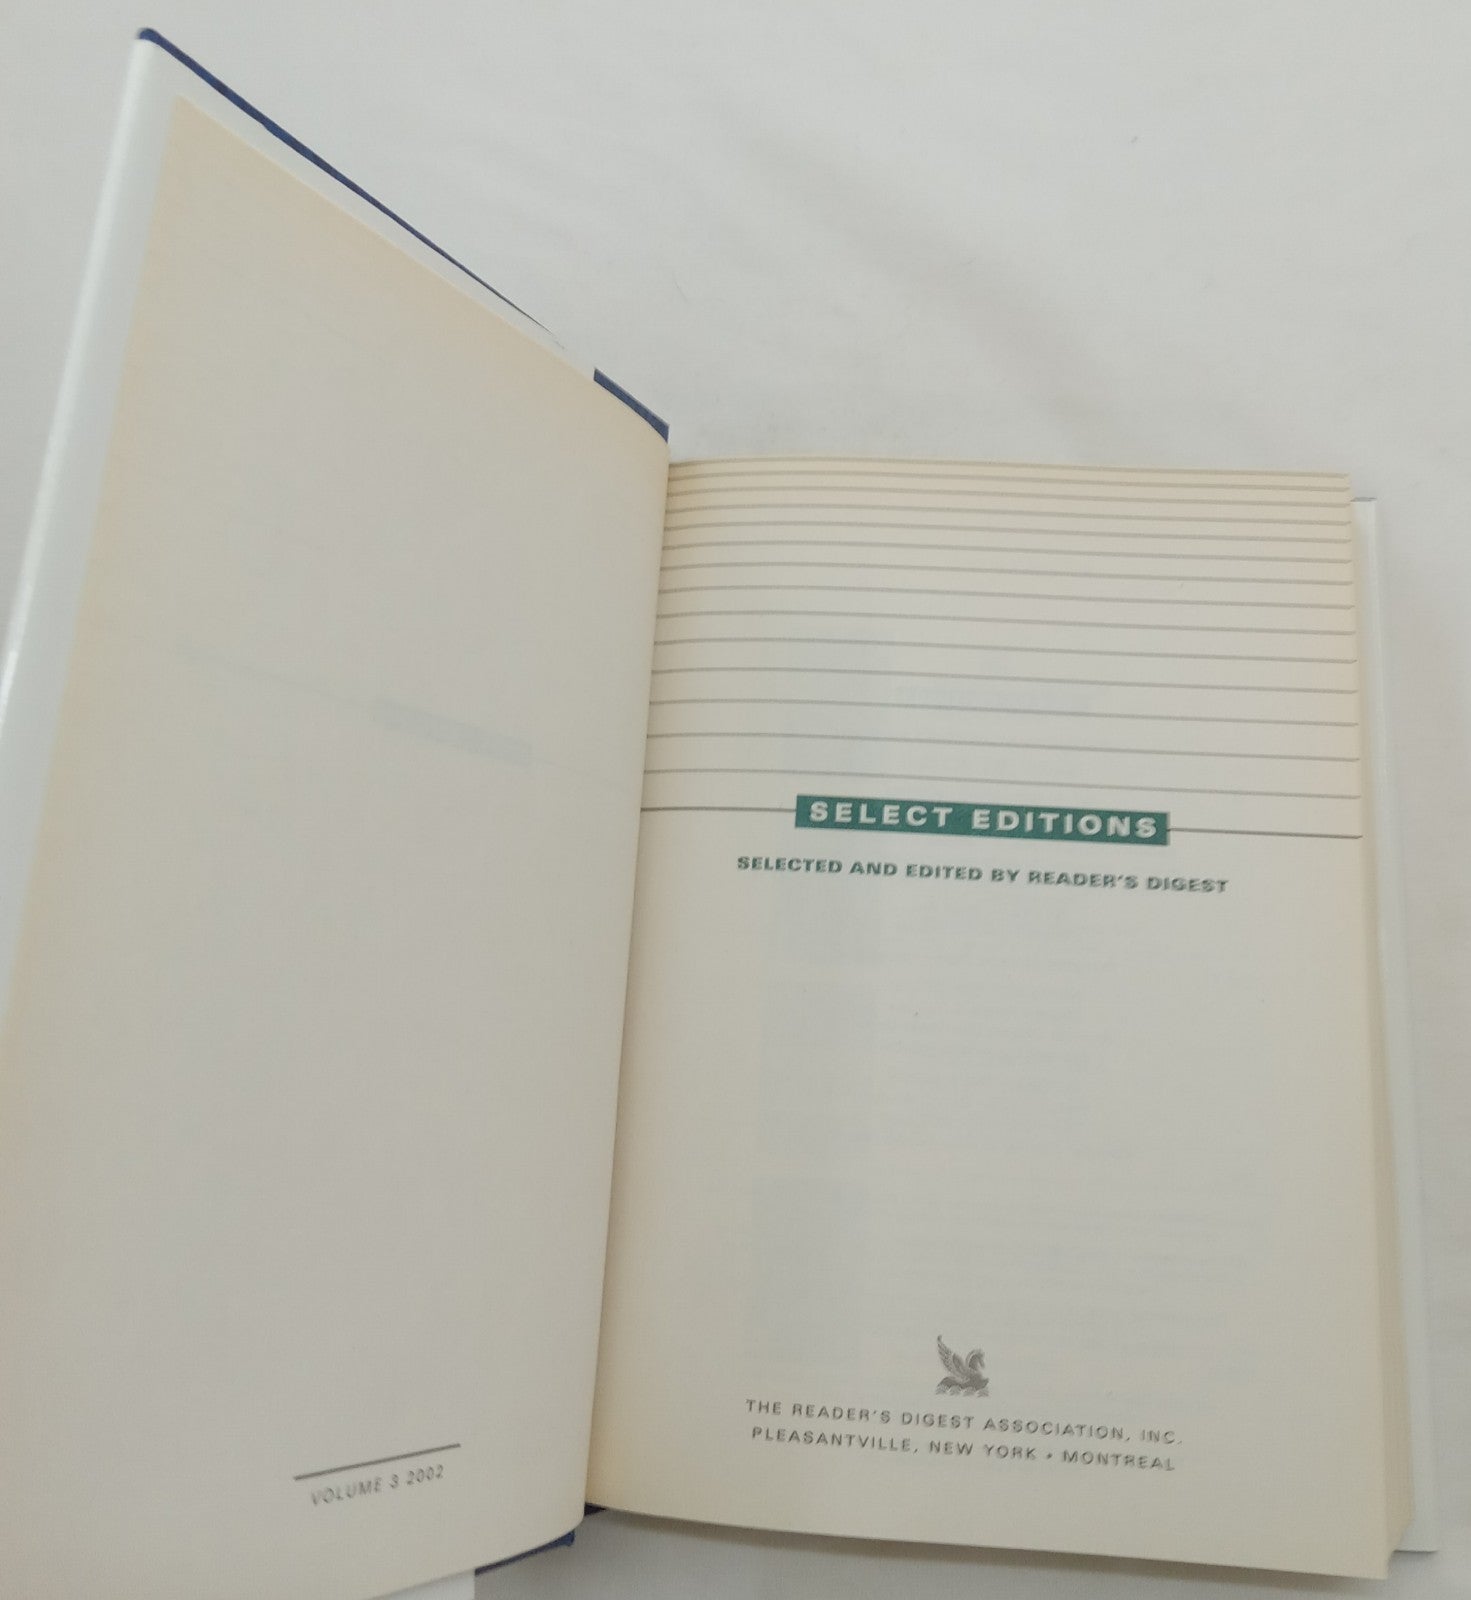 VOLUME 3 2002
SELECT EDITIONS
SELECTED AND EDITED BY READER'S DIGEST
THE READER'S DIGEST ASSOCIATION, INC.
PLEASANTVILLE, NEW YORK • MONTREAL